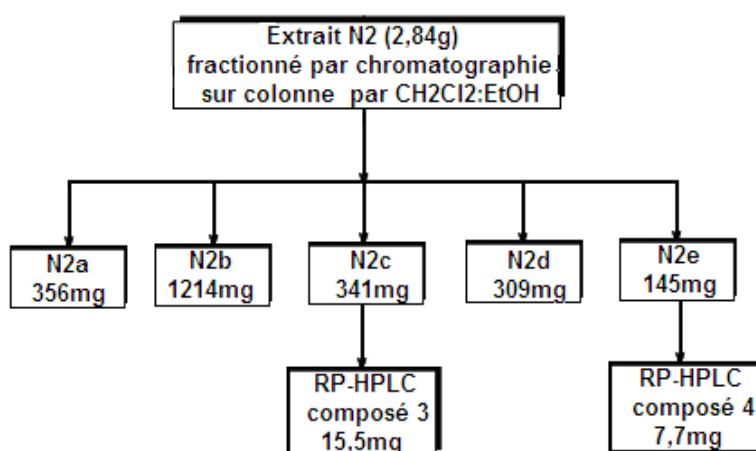 Extrait N2 (2,84g)
fractionné par chromatographie
sur colonne par CH2Cl2:EtOH
N2a
356mg
N2b
1214mg
N2c
341mg
N2d
309mg
N2e
145mg
RP-HPLC
composé 3
15,5mg
RP-HPLC
composé 4
7,7mg